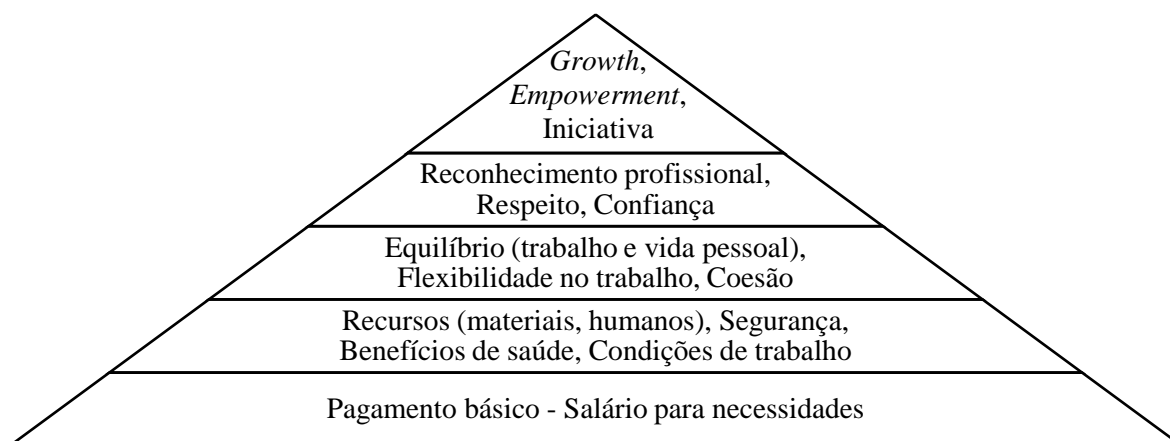 Growth,
Empowerment,
Iniciativa
Reconhecimento profissional,
Respeito, Confiança
Equilíbrio (trabalho e vida pessoal),
Flexibilidade no trabalho, Coesão
Recursos (materiais, humanos), Segurança,
Benefícios de saúde, Condições de trabalho
Pagamento básico - Salário para necessidades